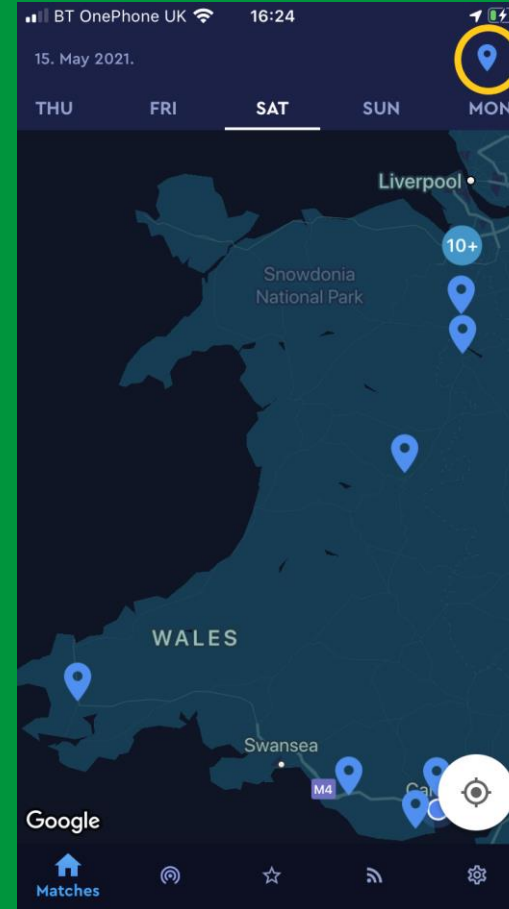 BT OnePhone UK 16:24
15. May 2021.
THU FRI SAT SUN MON
Liverpool
10+
Snowdonia
National Park
WALES
Swansea
M4
Ca
Google
Matches